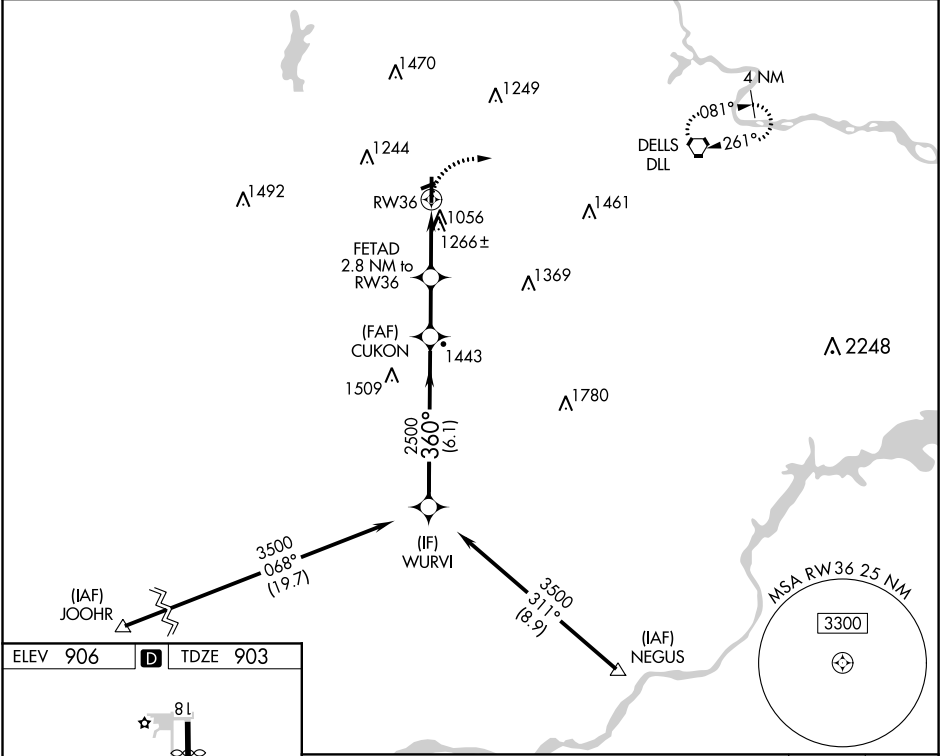 1470
1249
4 NM
081°
261°
DELLS
DLL
1244
1492
RW36
1056
1266±
1461
FETAD
2.8 NM to
RW36
1369
(FAF)
CUKON
1443
2248
1509
1780
2500
360°
(6.1)
(IF)
WURVI
3500
068°
(19.7)
(IAF)
JOOHR
3500
311°
(8.9)
(IAF)
NEGUS
MSA RW36 25 NM
3300
ELEV 906 D TDZE 903
18